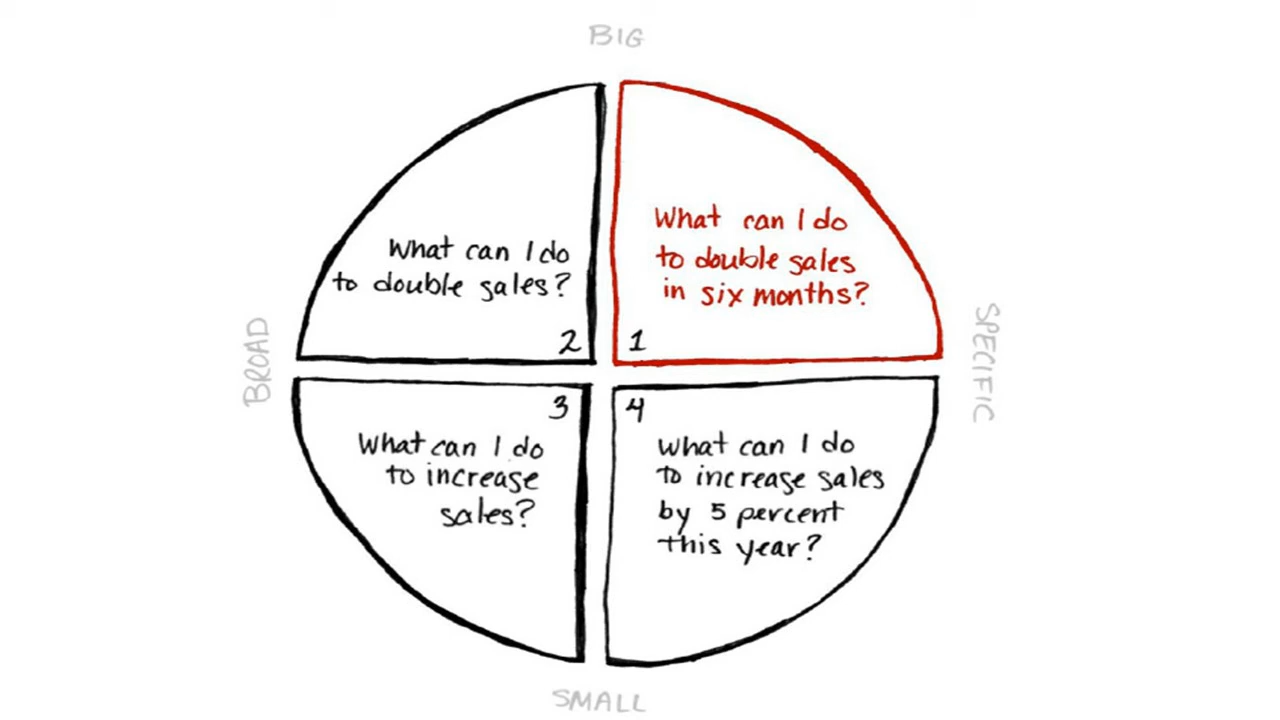 BIG
What can I do
to double sales?
2
What can I do
to double sales
in six months?
1
BROAD
SPECIFIC
3
What can I do
to increase
sales?
4
What can I do
to increase sales
by 5 percent
this year?
SMALL